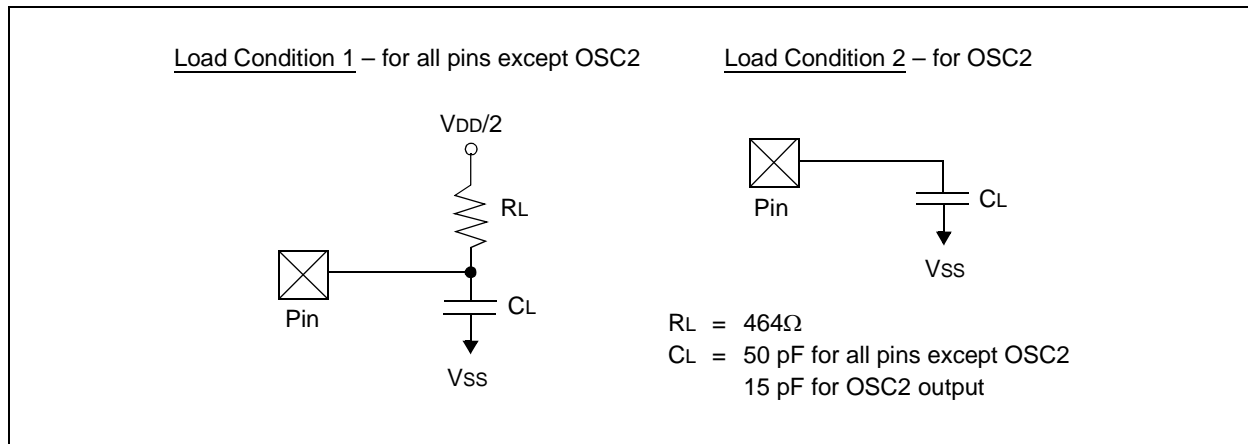 Load Condition 1 – for all pins except OSC2
VDD/2
RL
Pin
CL
VSS
Load Condition 2 – for OSC2
Pin
CL
VSS
RL = 464Ω
CL = 50 pF for all pins except OSC2
15 pF for OSC2 output